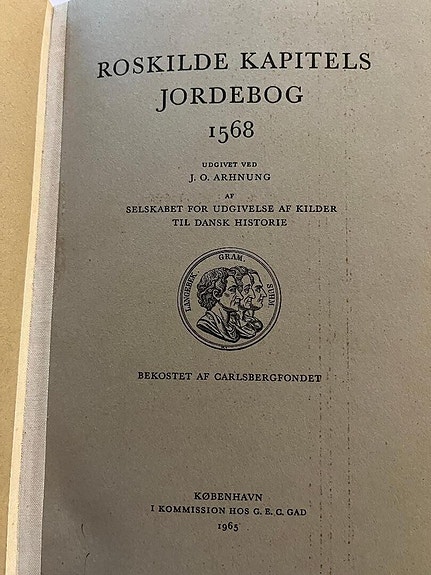 ROSKILDE KAPITELS
JORDEBOG
1568
UDGIVET VED
J. O. ARHNUNG
AF
SELSKABET FOR UDGIVELSE AF KILDER
TIL DANSK HISTORIE
LANGEBEK. GRAM. SUHM.
BEKOSTET AF CARLSBERGFONDET
KØBENHAVN
I KOMMISSION HOS G. E. C. GAD
1965